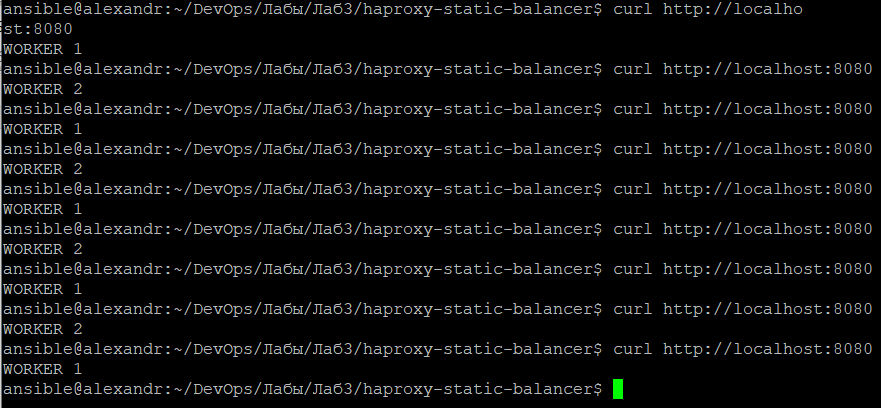 ansible@alexandr:~/DevOps/Лабы/Лаб3/haproxy-static-balancer$ curl http://localho
st:8080
WORKER 1
ansible@alexandr:~/DevOps/Лабы/Лаб3/haproxy-static-balancer$ curl http://localhost:8080
WORKER 2
ansible@alexandr:~/DevOps/Лабы/Лаб3/haproxy-static-balancer$ curl http://localhost:8080
WORKER 1
ansible@alexandr:~/DevOps/Лабы/Лаб3/haproxy-static-balancer$ curl http://localhost:8080
WORKER 2
ansible@alexandr:~/DevOps/Лабы/Лаб3/haproxy-static-balancer$ curl http://localhost:8080
WORKER 1
ansible@alexandr:~/DevOps/Лабы/Лаб3/haproxy-static-balancer$ curl http://localhost:8080
WORKER 2
ansible@alexandr:~/DevOps/Лабы/Лаб3/haproxy-static-balancer$ curl http://localhost:8080
WORKER 1
ansible@alexandr:~/DevOps/Лабы/Лаб3/haproxy-static-balancer$ curl http://localhost:8080
WORKER 2
ansible@alexandr:~/DevOps/Лабы/Лаб3/haproxy-static-balancer$ curl http://localhost:8080
WORKER 1
ansible@alexandr:~/DevOps/Лабы/Лаб3/haproxy-static-balancer$